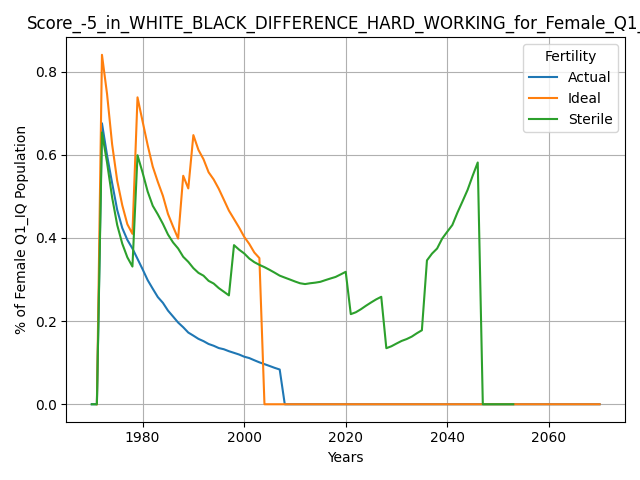 Score_-5_in_WHITE_BLACK_DIFFERENCE_HARD_WORKING_for_Female_Q1_
Fertility
Actual
Ideal
Sterile
% of Female Q1_IQ Population
0.8
0.6
0.4
0.2
0.0
1980 2000 2020 2040 2060
Years